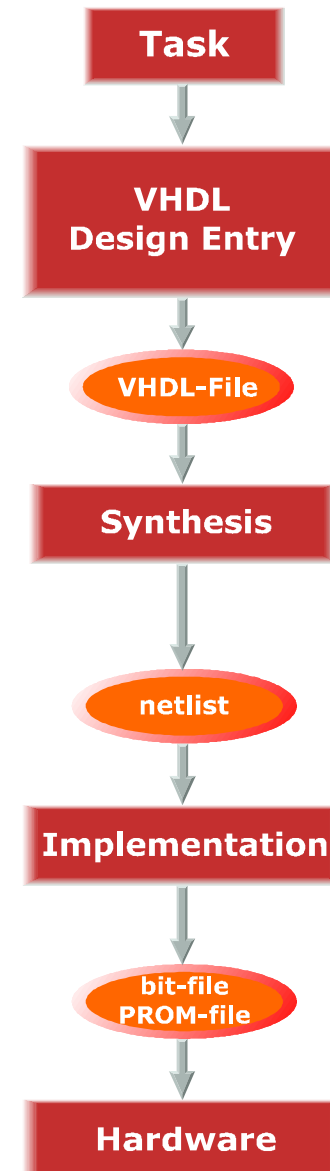 Task
VHDL
Design Entry
VHDL-File
Synthesis
netlist
Implementation
bit-file
PROM-file
Hardware